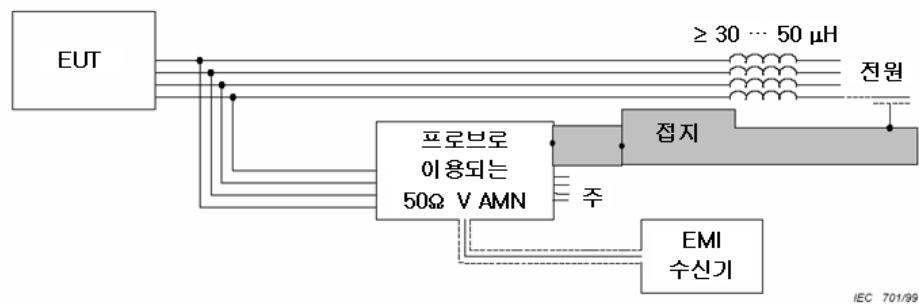 ≥ 30 ··· 50 μH
EUT
전원
접지
프로브로
이용되는
50Ω V AMN
주
EMI
수신기
IEC 701/99